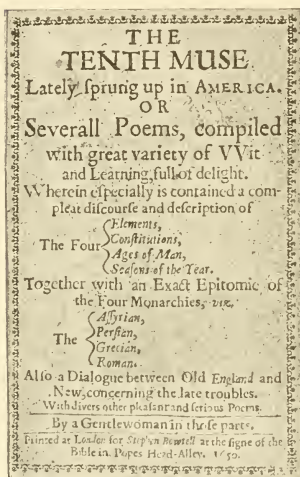 THE
TENTH MUSE
Lately ſprung up in AMERICA.
OR
Severall Poems, compiled
with great variety of VVit
and Learning, full of delight.
Wherein eſpecially is contained a com-
pleat diſcourse and deſcription of
The Four
Elements,
Conſtitutions,
Ages of Man,
Seaſons of the Year.
Together with an Exact Epitomie of
the Four Monarchies, viz.
The
Aſſyrian,
Perſian,
Grecian,
Roman.
Alſo a Dialogue between Old England and
New, concerning the late troubles.
With divers other pleaſant and ſerious Poems.
By a Gentlewoman in thoſe parts.
Printed at London for Stephen Bowtell at the ſigne of the
Bible in Popes Head-Alley. 1650.